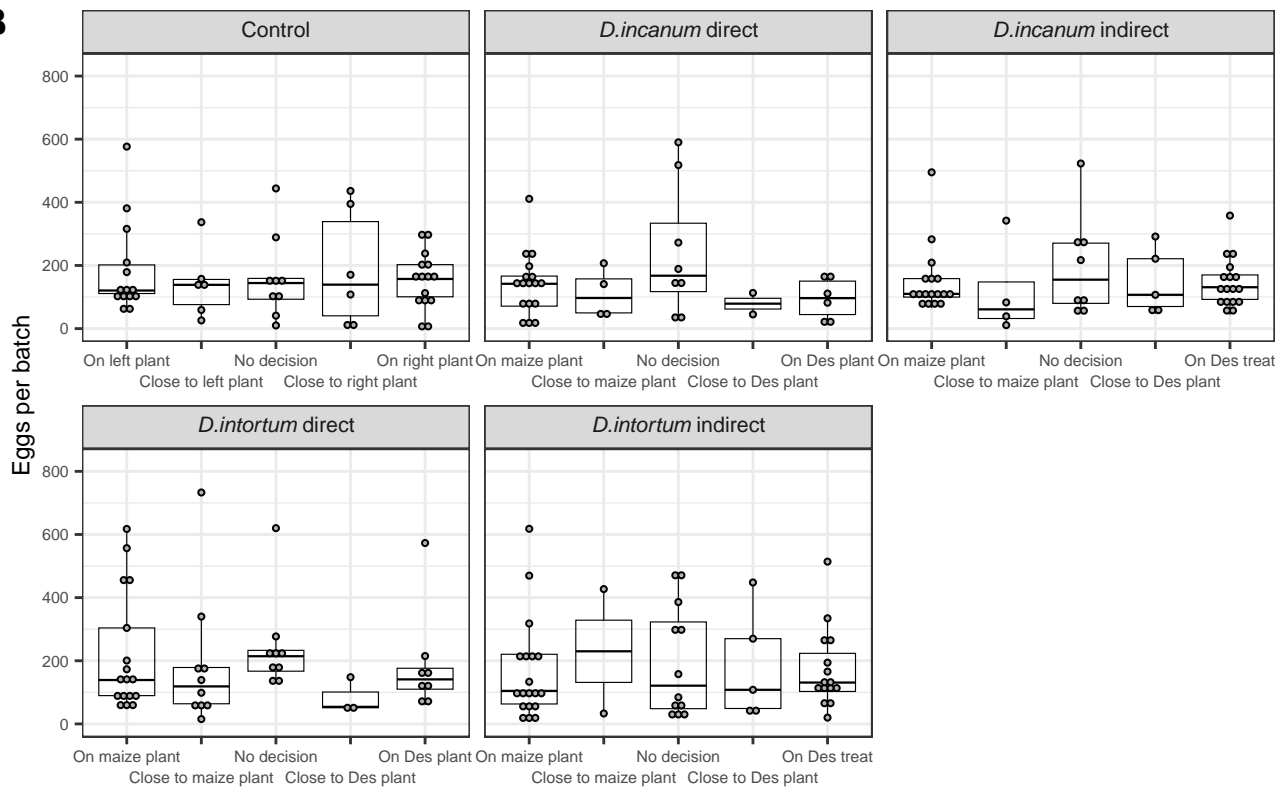 B
Control
D.incanum direct
D.incanum indirect
800
600
400
200
0
On left plant No decision On right plant On maize plant No decision On Des plant On maize plant No decision On Des treat
Close to left plant Close to right plant Close to maize plant Close to Des plant Close to maize plant Close to Des plant
Eggs per batch
D.intortum direct
D.intortum indirect
800
600
400
200
0
On maize plant No decision On Des plant On maize plant No decision On Des treat
Close to maize plant Close to Des plant Close to maize plant Close to Des plant